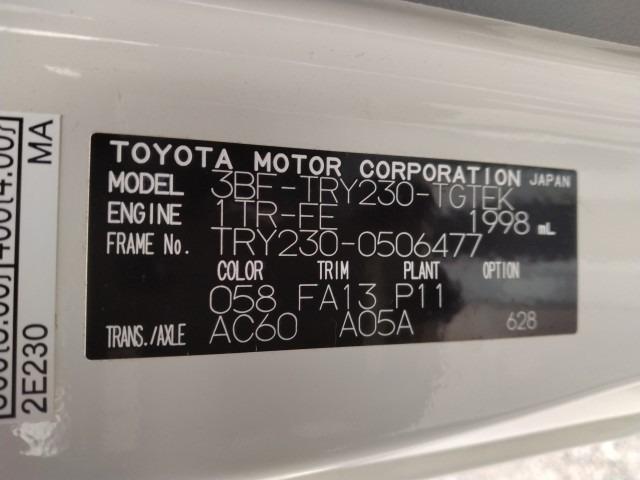 TOYOTA MOTOR CORPORATION JAPAN
MODEL 3BF-TRY230-TGTEK
ENGINE 1TR-FE 1998 mL
FRAME No. TRY230-0506477
COLOR TRIM PLANT OPTION
058 FA13 P11
TRANS./AXLE AC60 A05A 628
MA
2E230